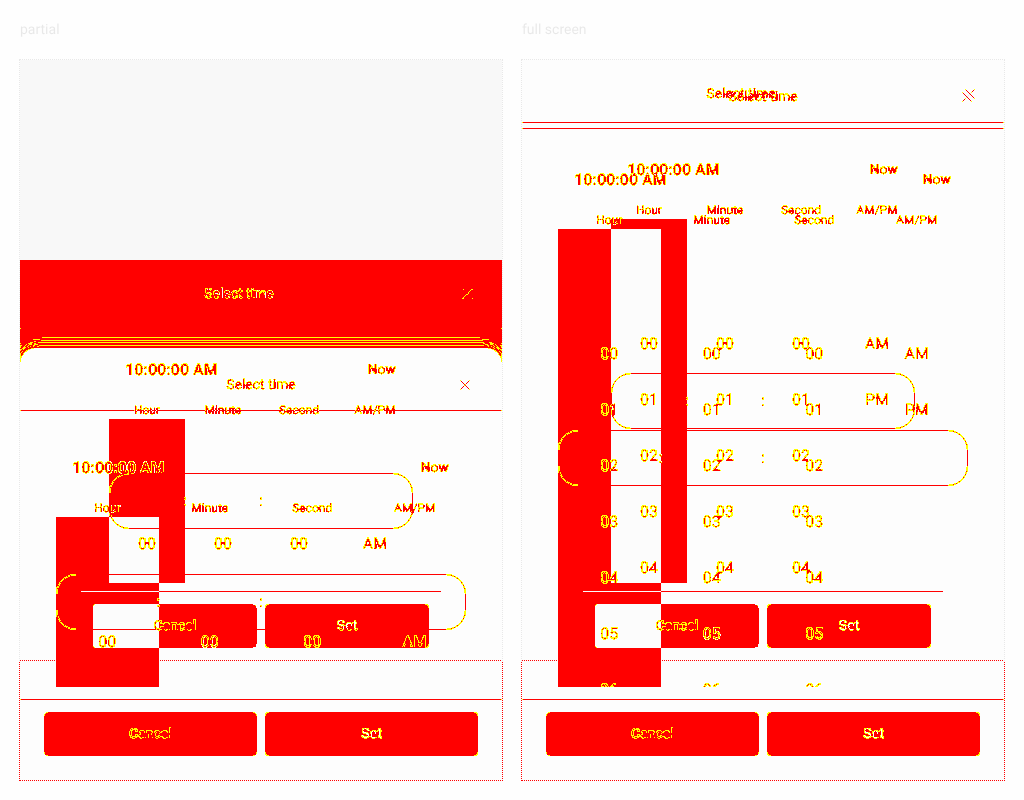 partial
full screen
Select time
10:00:00 AM
Now
Select time
Hour Minute Second AM/PM
10:00:00 AM
Now
Hour Minute Second AM/PM
:
00 00 00 AM
:
Cancel Set
00 00 00 AM
Cancel Set
Select time
Select time
10:00:00 AM
Now
10:00:00 AM
Now
Hour Minute Second AM/PM
Hour Minute Second AM/PM
00 00 00 AM
00 00 00 AM
01 : 01 : 01 PM
01 01 01 PM
02 : 02 : 02
02 02 02
03 03 03
03 03 03
04 04 04
04 04 04
Cancel Set
05 05 05
Cancel Set